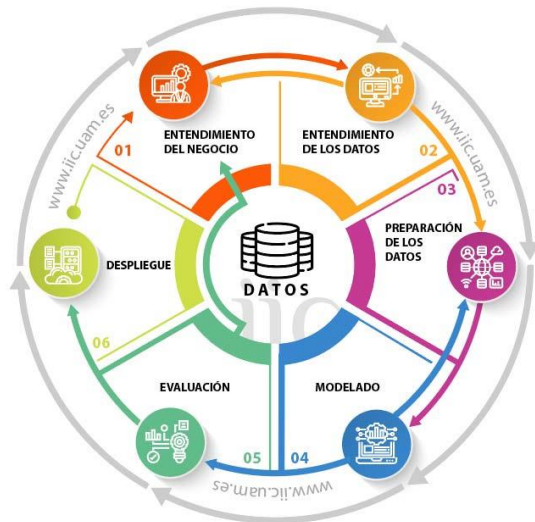 www.iic.uam.es
www.iic.uam.es
01
ENTENDIMIENTO
DEL NEGOCIO
ENTENDIMIENTO
DE LOS DATOS
02
03
PREPARACIÓN
DE LOS
DATOS
DESPLIEGUE
DATOS
iic
06
EVALUACIÓN
MODELADO
05
04
www.iic.uam.es